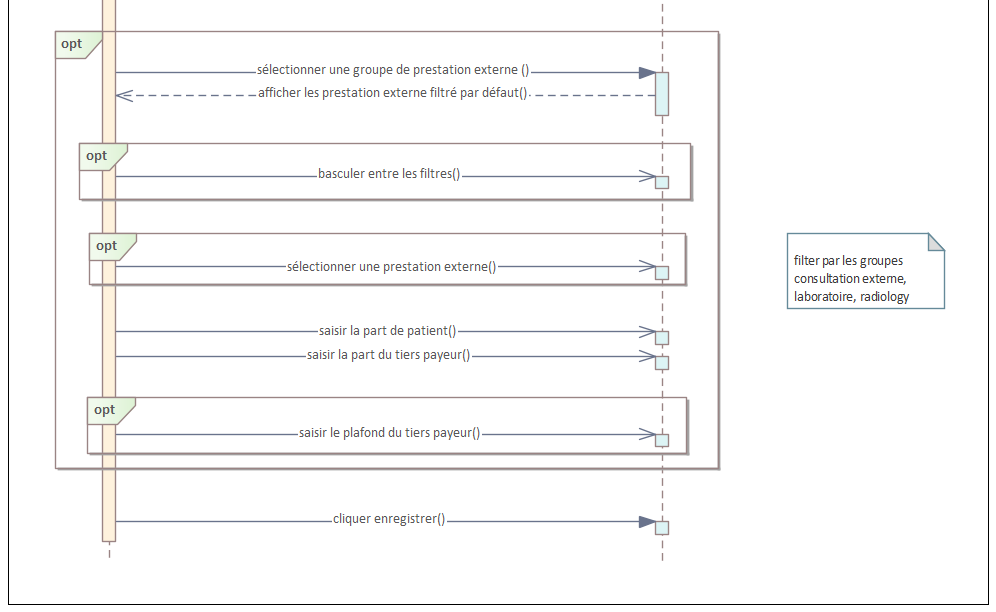 opt
sélectionner une groupe de prestation externe ()
afficher les prestation externe filtré par défaut()
opt
basculer entre les filtres()
opt
sélectionner une prestation externe()
filter par les groupes
consultation externe,
laboratoire, radiology
saisir la part de patient()
saisir la part du tiers payeur()
opt
saisir le plafond du tiers payeur()
cliquer enregistrer()